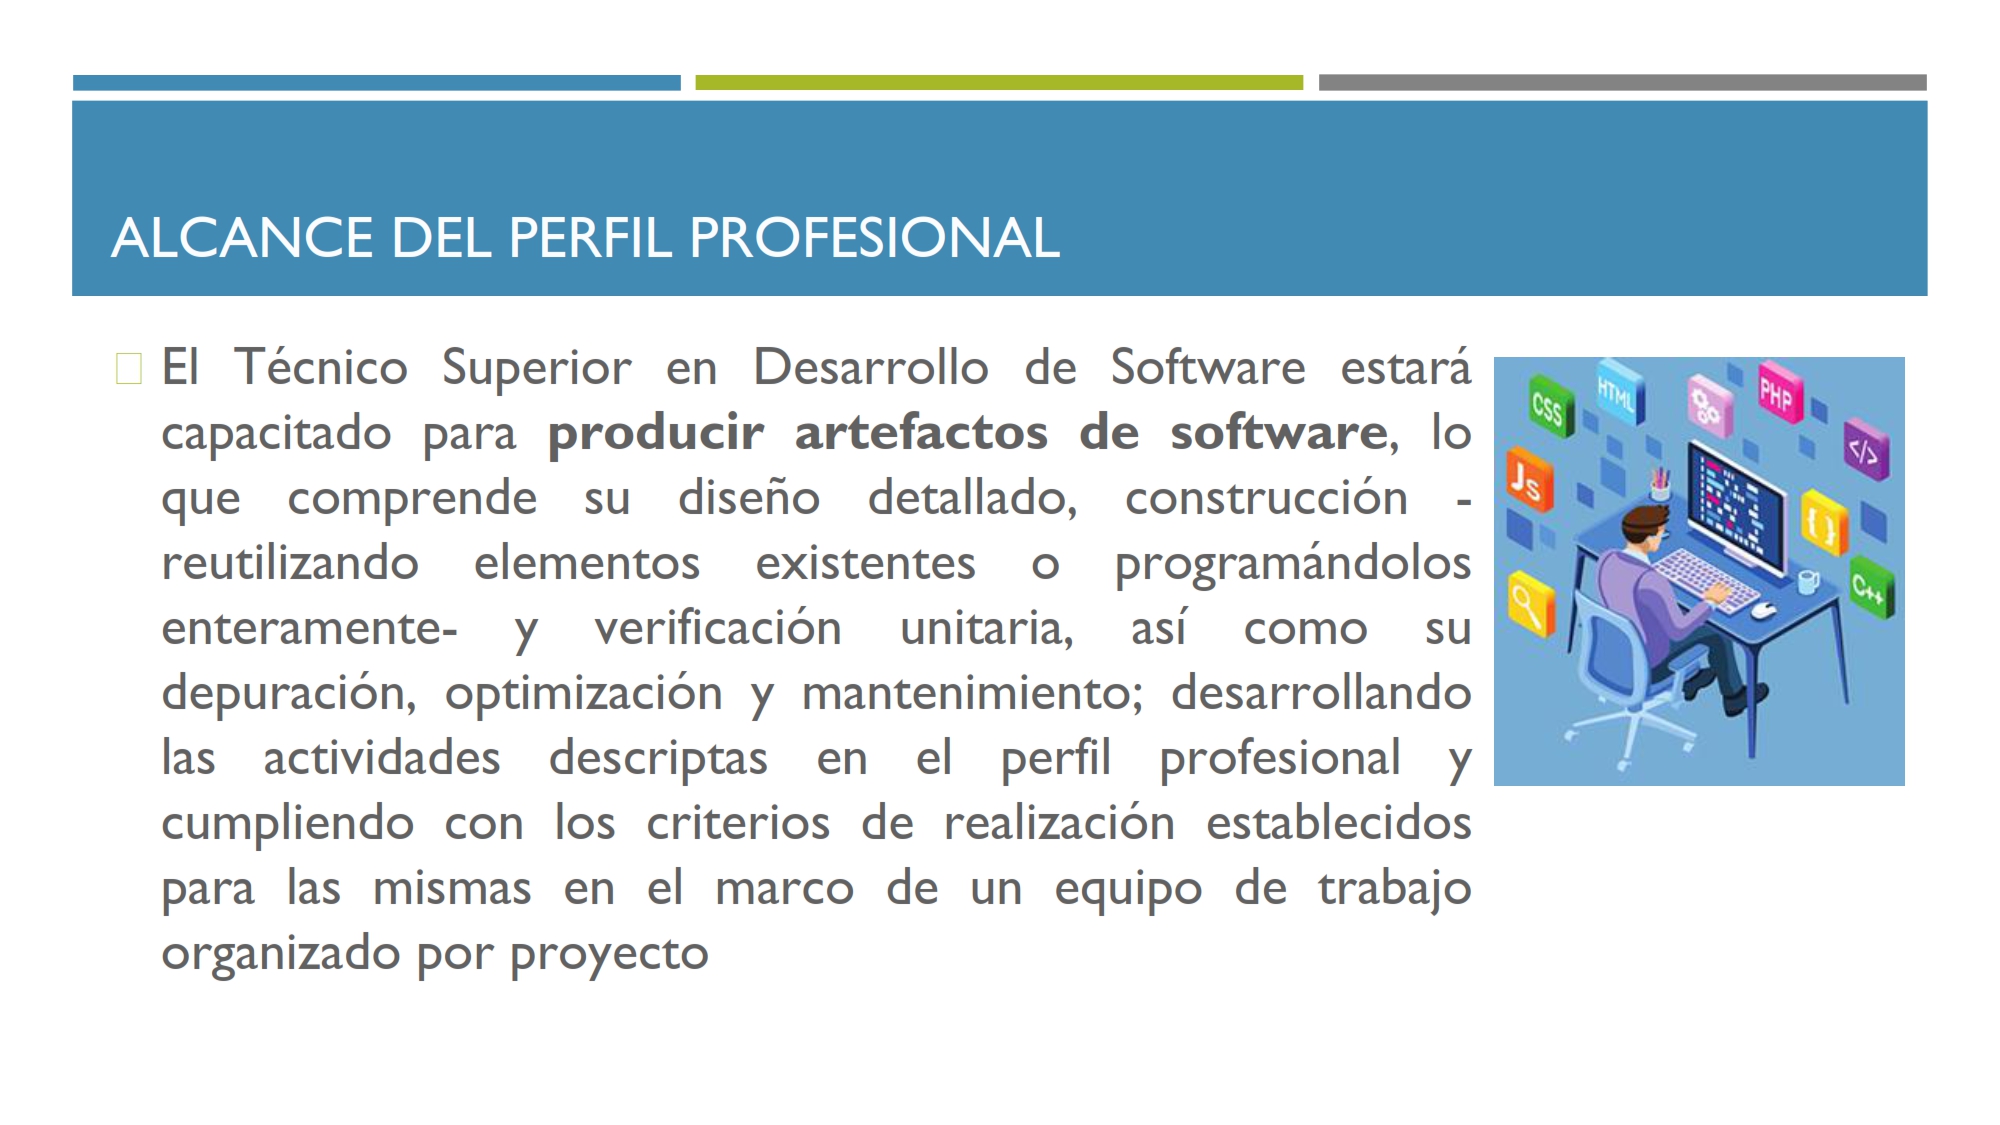 ALCANCE DEL PERFIL PROFESIONAL
El Técnico Superior en Desarrollo de Software estará
capacitado para producir artefactos de software, lo
que comprende su diseño detallado, construcción -
reutilizando elementos existentes o programándolos
enteramente- y verificación unitaria, así como su
depuración, optimización y mantenimiento; desarrollando
las actividades descriptas en el perfil profesional y
cumpliendo con los criterios de realización establecidos
para las mismas en el marco de un equipo de trabajo
organizado por proyecto
CSS
HTML
PHP
</>
JS
{ }
C++